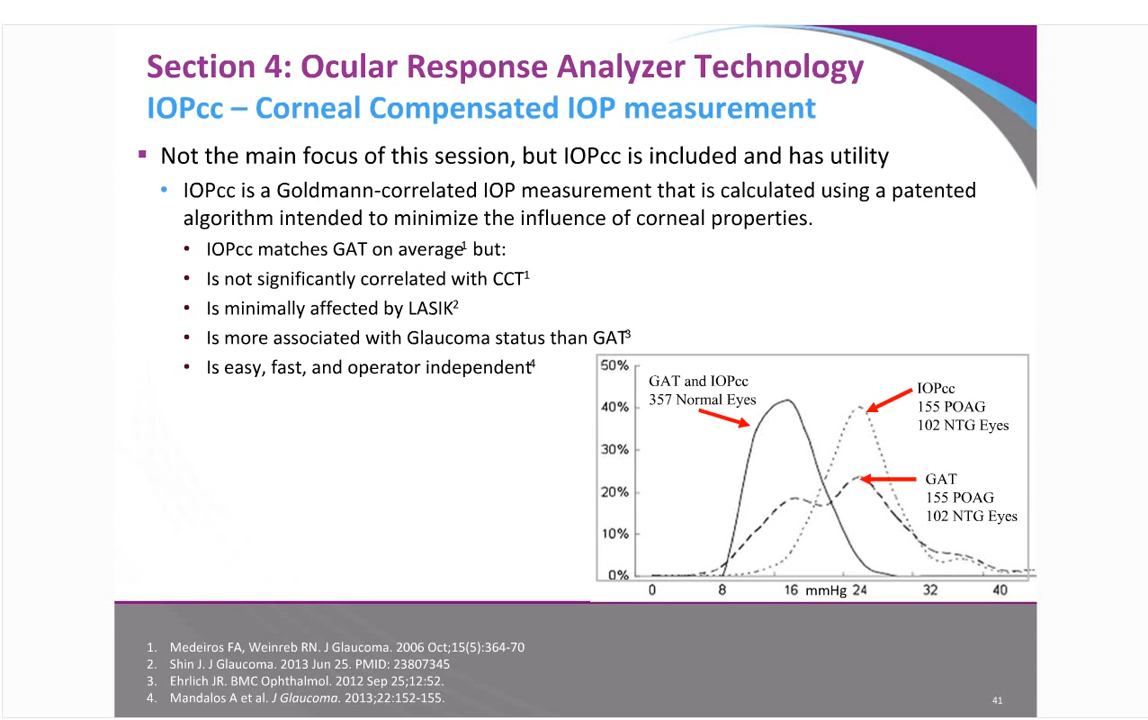 Section 4: Ocular Response Analyzer Technology
IOPcc – Corneal Compensated IOP measurement
▪ Not the main focus of this session, but IOPcc is included and has utility
• IOPcc is a Goldmann-correlated IOP measurement that is calculated using a patented
algorithm intended to minimize the influence of corneal properties.
• IOPcc matches GAT on average¹ but:
• Is not significantly correlated with CCT¹
• Is minimally affected by LASIK²
• Is more associated with Glaucoma status than GAT³
• Is easy, fast, and operator independent⁴
50%
40%
30%
20%
10%
0%
GAT and IOPcc
357 Normal Eyes
IOPcc
155 POAG
102 NTG Eyes
GAT
155 POAG
102 NTG Eyes
0 8 16 mmHg 24 32 40
1. Medeiros FA, Weinreb RN. J Glaucoma. 2006 Oct;15(5):364-70
2. Shin J. J Glaucoma. 2013 Jun 25. PMID: 23807345
3. Ehrlich JR. BMC Ophthalmol. 2012 Sep 25;12:52.
4. Mandalos A et al. J Glaucoma. 2013;22:152-155.
41